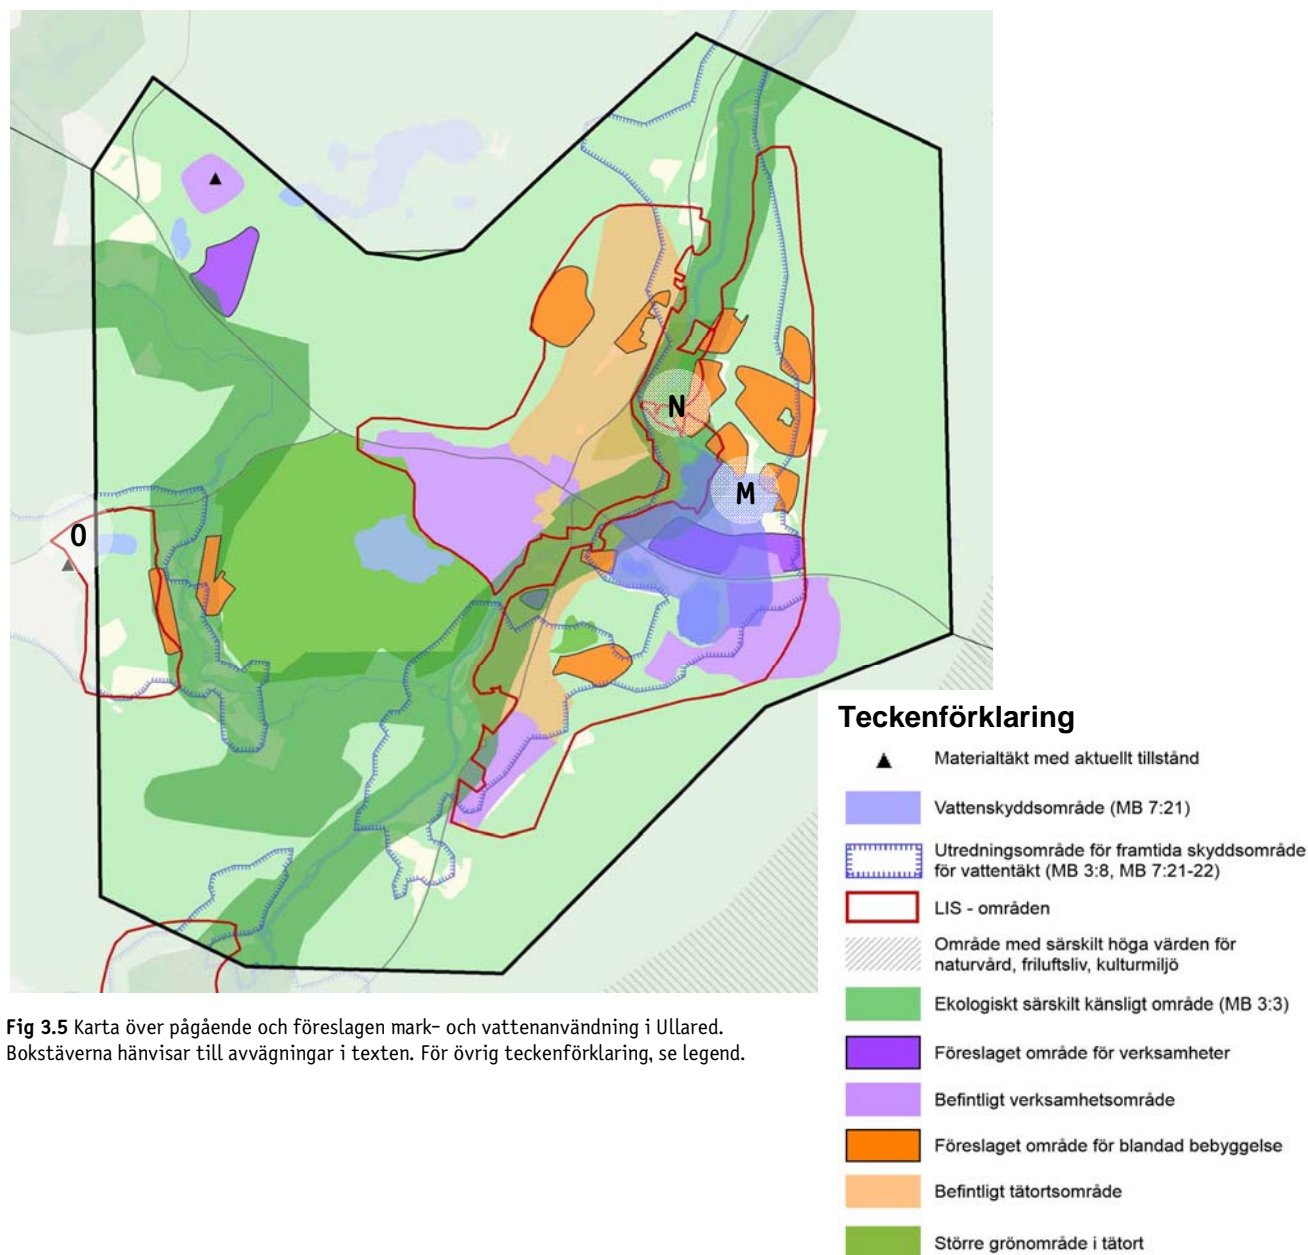 N
M
O
Teckenförklaring
Materialtäkt med aktuellt tillstånd
Vattenskyddsområde (MB 7:21)
Utredningsområde för framtida skyddsområde
för vattentäkt (MB 3:8, MB 7:21-22)
LIS - områden
Område med särskilt höga värden för
naturvård, friluftsliv, kulturmiljö
Ekologiskt särskilt känsligt område (MB 3:3)
Föreslaget område för verksamheter
Befintligt verksamhetsområde
Föreslaget område för blandad bebyggelse
Befintligt tätortsområde
Större grönområde i tätort
Fig 3.5 Karta över pågående och föreslagen mark- och vattenanvändning i Ullared.
Bokstäverna hänvisar till avvägningar i texten. För övrig teckenförklaring, se legend.